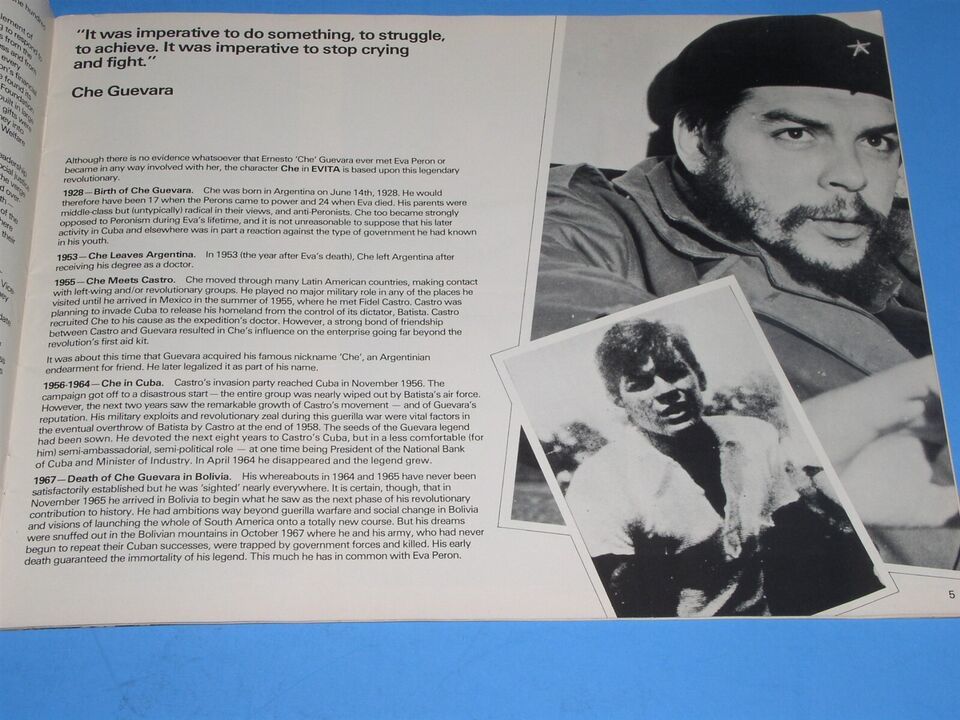 "It was imperative to do something, to struggle,
to achieve. It was imperative to stop crying
and fight."
Che Guevara
Although there is no evidence whatsoever that Ernesto 'Che' Guevara ever met Eva Peron or
became in any way involved with her, the character Che in EVITA is based upon this legendary
revolutionary.
1928—Birth of Che Guevara. Che was born in Argentina on June 14th, 1928. He would
therefore have been 17 when the Perons came to power and 24 when Eva died. His parents were
middle-class but (untypically) radical in their views, and anti-Peronists. Che too became strongly
opposed to Peronism during Eva's lifetime, and it is not unreasonable to suppose that his later
activity in Cuba and elsewhere was in part a reaction against the type of government he had known
in his youth.
1953—Che Leaves Argentina. In 1953 (the year after Eva's death), Che left Argentina after
receiving his degree as a doctor.
1955—Che Meets Castro. Che moved through many Latin American countries, making contact
with left-wing and/or revolutionary groups. He played no major military role in any of the places he
visited until he arrived in Mexico in the summer of 1955, where he met Fidel Castro. Castro was
planning to invade Cuba to release his homeland from the control of its dictator, Batista. Castro
recruited Che to his cause as the expedition's doctor. However, a strong bond of friendship
between Castro and Guevara resulted in Che's influence on the enterprise going far beyond the
revolution's first aid kit.
It was about this time that Guevara acquired his famous nickname 'Che', an Argentinian
endearment for friend. He later legalized it as part of his name.
1956-1964—Che in Cuba. Castro's invasion party reached Cuba in November 1956. The
campaign got off to a disastrous start — the entire group was nearly wiped out by Batista's air force.
However, the next two years saw the remarkable growth of Castro's movement — and of Guevara's
reputation. His military exploits and revolutionary zeal during this guerilla war were vital factors in
the eventual overthrow of Batista by Castro at the end of 1958. The seeds of the Guevara legend
had been sown. He devoted the next eight years to Castro's Cuba, but in a less comfortable (for
him) semi-ambassadorial, semi-political role — at one time being President of the National Bank
of Cuba and Minister of Industry. In April 1964 he disappeared and the legend grew.
1967—Death of Che Guevara in Bolivia. His whereabouts in 1964 and 1965 have never been
satisfactorily established but he was 'sighted' nearly everywhere. It is certain, though, that in
November 1965 he arrived in Bolivia to begin what he saw as the next phase of his revolutionary
contribution to history. He had ambitions way beyond guerilla warfare and social change in Bolivia
and visions of launching the whole of South America onto a totally new course. But his dreams
were snuffed out in the Bolivian mountains in October 1967 where he and his army, who had never
begun to repeat their Cuban successes, were trapped by government forces and killed. His early
death guaranteed the immortality of his legend. This much he has in common with Eva Peron.
5